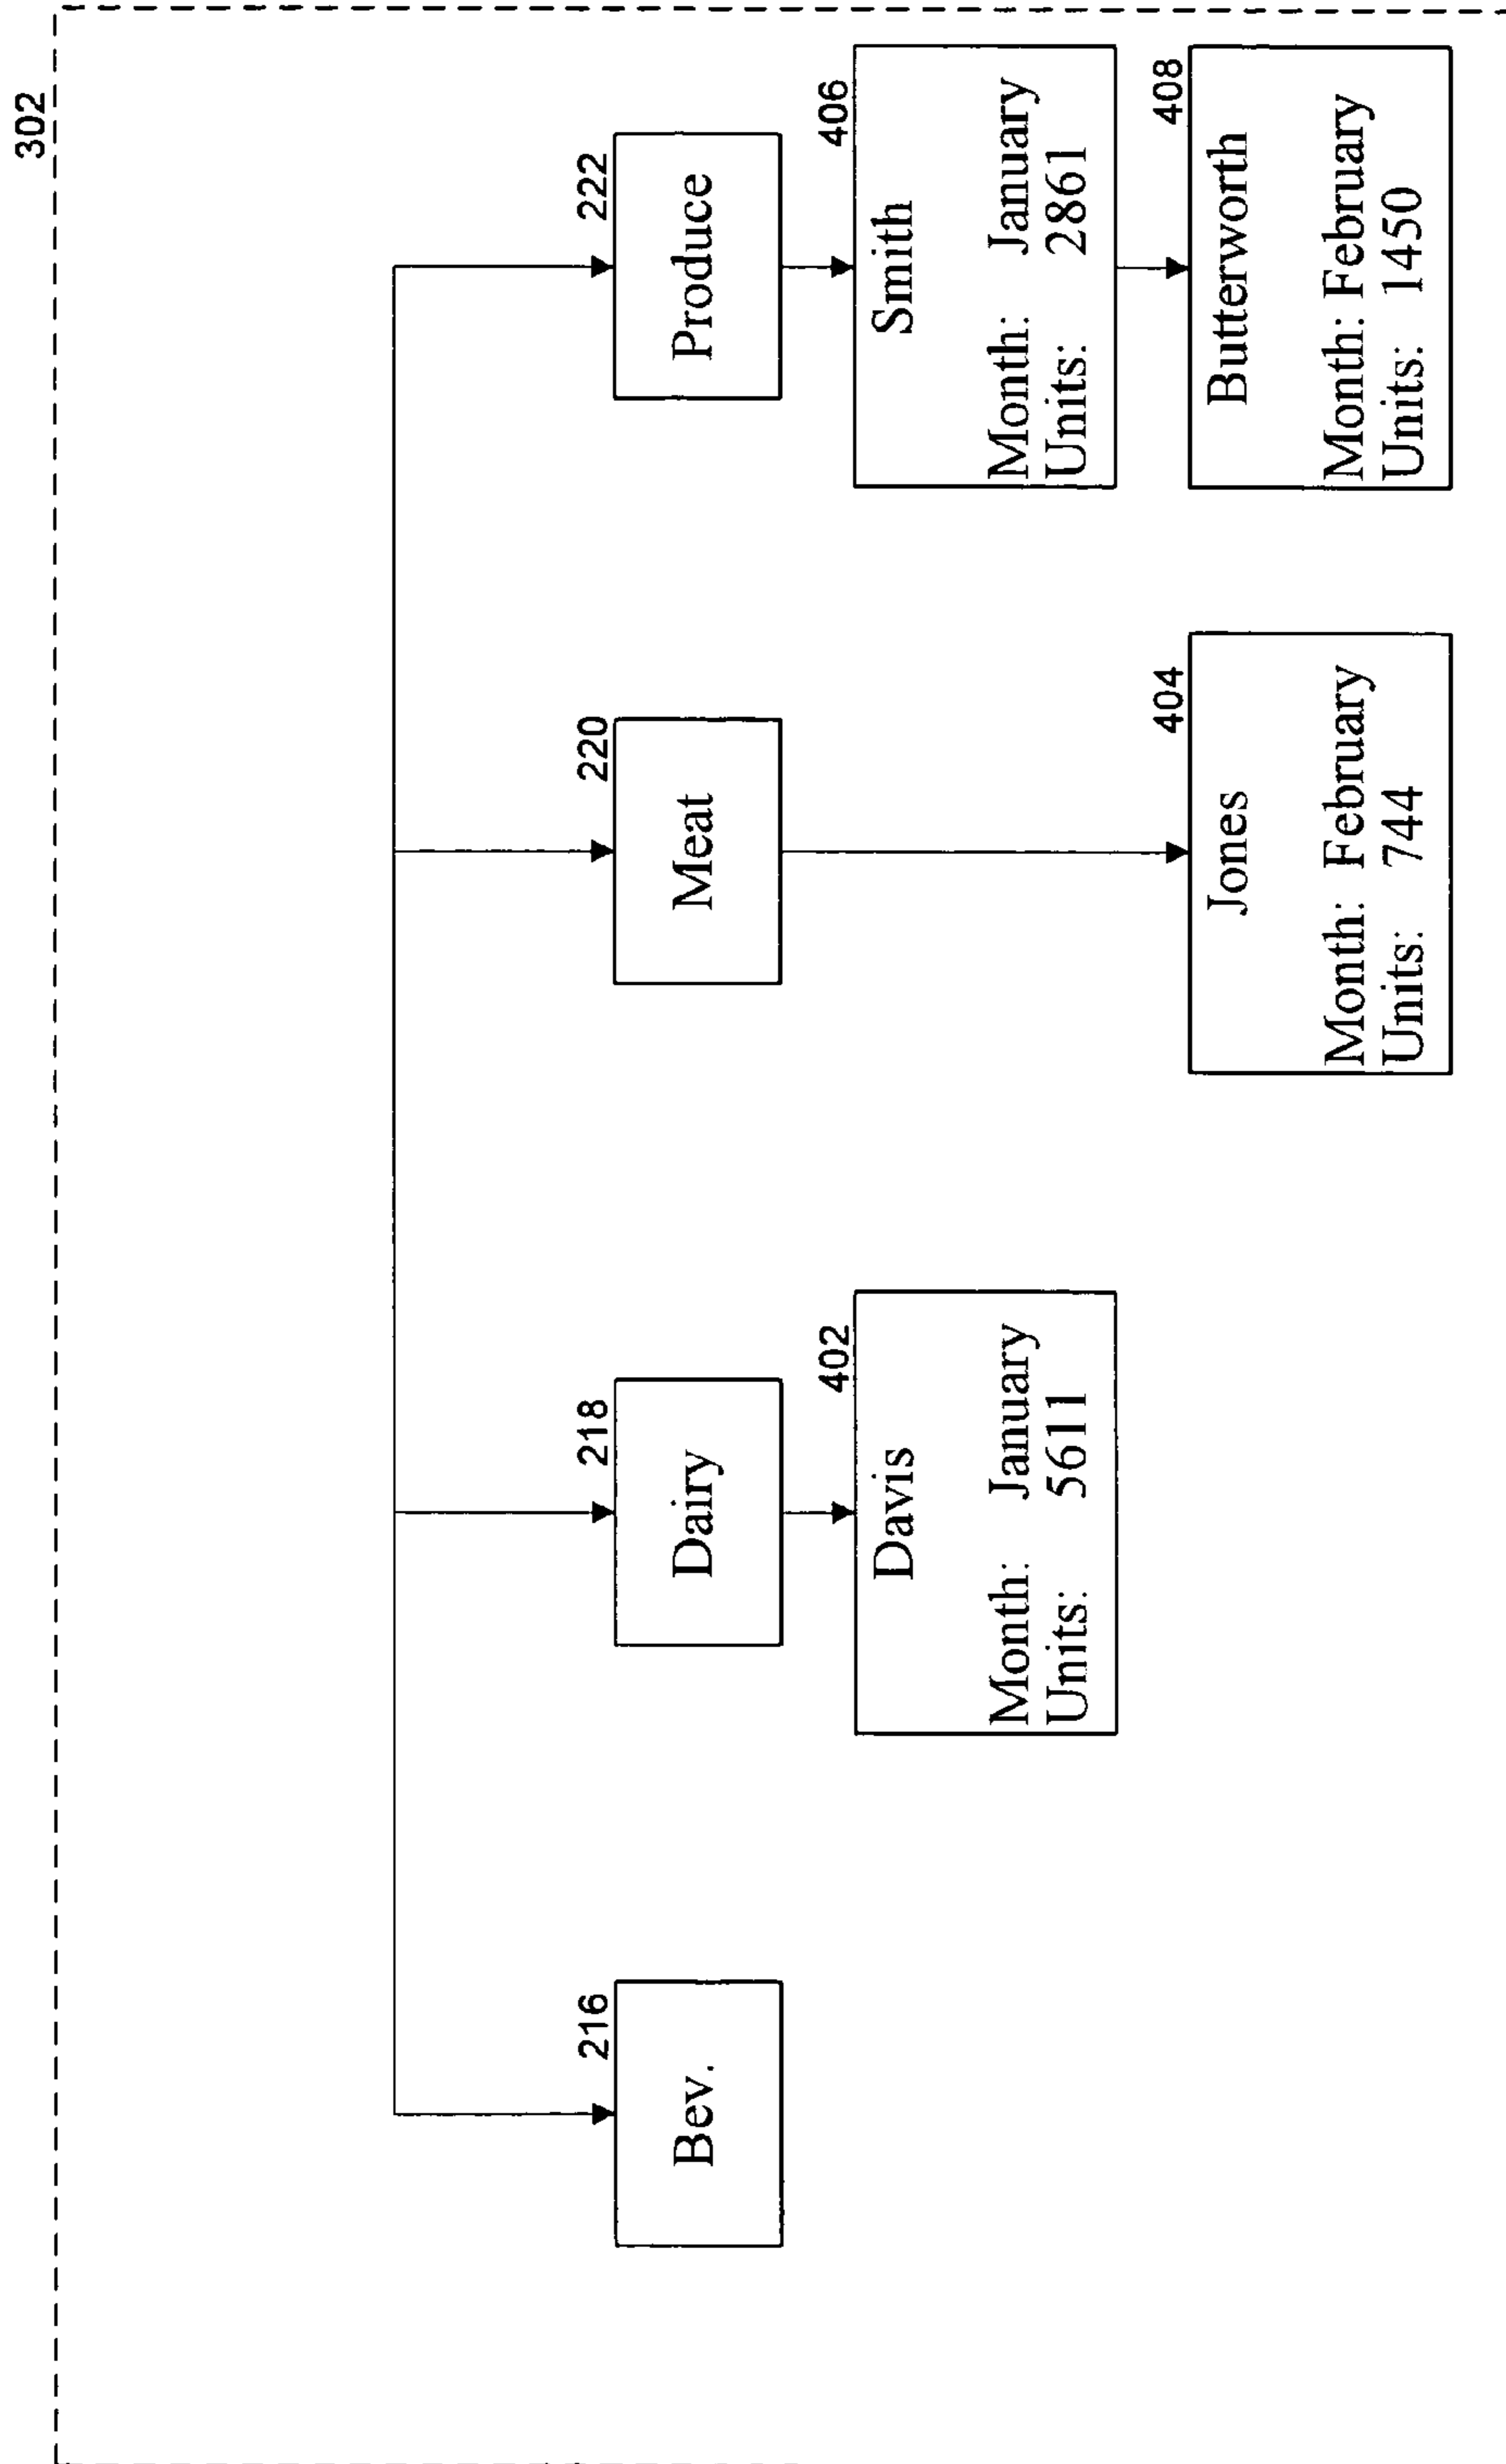 302
216
Bev.
218
Dairy
220
Meat
222
Produce
402
Davis
Month: January
Units: 5611
406
Smith
Month: January
Units: 2861
404
Jones
Month: February
Units: 744
408
Butterworth
Month: February
Units: 1450